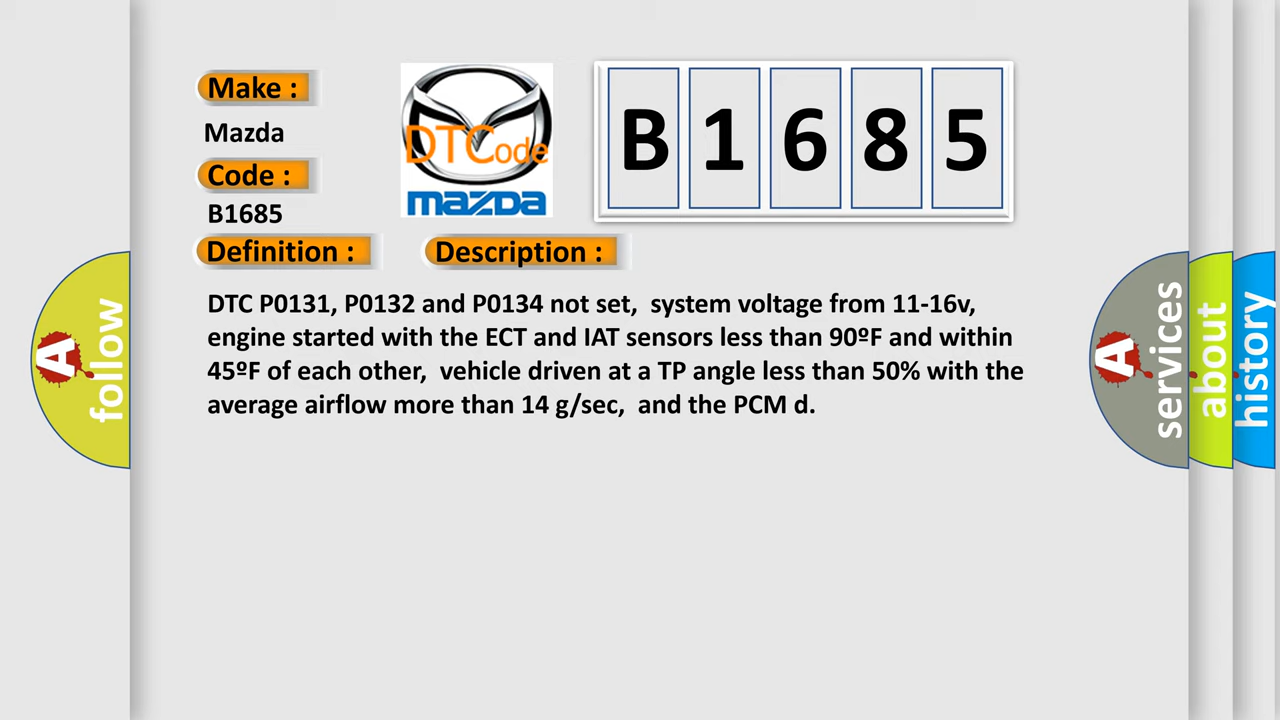 Make :
Mazda
Code :
B1685
Definition :
Description :
DTCode
mazda
B 1 6 8 5
DTC P0131, P0132 and P0134 not set, system voltage from 11-16v,
engine started with the ECT and IAT sensors less than 90ºF and within
45ºF of each other, vehicle driven at a TP angle less than 50% with the
average airflow more than 14 g/sec, and the PCM d.
A
follow
A
services
about
history